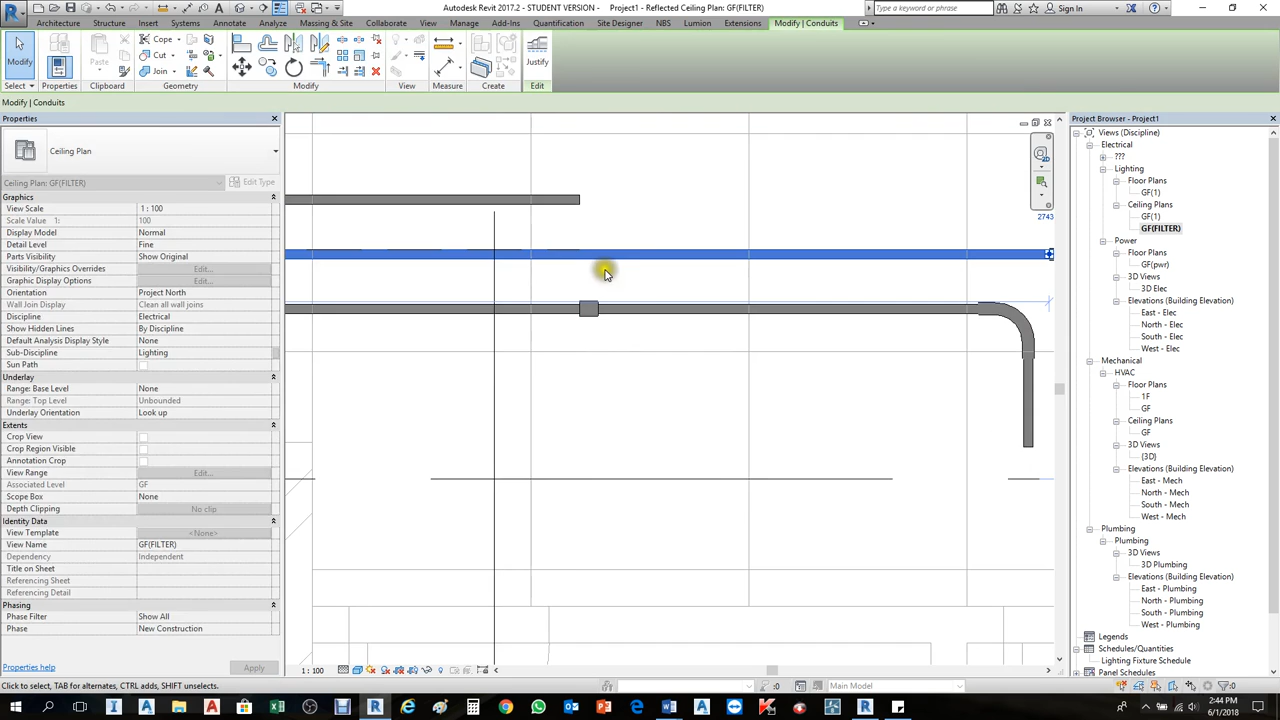 Autodesk Revit 2017.2 - STUDENT VERSION - Project1 - Reflected Ceiling Plan: GF(FILTER)
Type a keyword or phrase
Sign In
Architecture Structure Systems Insert Annotate Analyze Massing & Site Collaborate View Manage Add-Ins Quantification Site Designer NBS Lumion Extensions Modify | Conduits
Modify
Paste
Cope
Cut
Join
Justify
Select Properties Clipboard Geometry Modify View Measure Create Edit
Modify | Conduits
Properties
Ceiling Plan
Ceiling Plan: GF(FILTER)
Edit Type
Graphics
View Scale 1 : 100
Scale Value 1: 100
Display Model Normal
Detail Level Fine
Parts Visibility Show Original
Visibility/Graphics Overrides Edit...
Graphic Display Options Edit...
Orientation Project North
Wall Join Display Clean all wall joins
Discipline Electrical
Show Hidden Lines By Discipline
Default Analysis Display Style None
Sub-Discipline Lighting
Sun Path
Underlay
Range: Base Level None
Range: Top Level Unbounded
Underlay Orientation Look up
Extents
Crop View
Crop Region Visible
Annotation Crop
View Range Edit...
Associated Level GF
Scope Box None
Depth Clipping No clip
Identity Data
View Template <None>
View Name GF(FILTER)
Dependency Independent
Title on Sheet
Referencing Sheet
Referencing Detail
Phasing
Phase Filter Show All
Phase New Construction
Properties help
Apply
2743
Project Browser - Project1
Views (Discipline)
Electrical
???
Lighting
Floor Plans
GF(1)
Ceiling Plans
GF(1)
GF(FILTER)
Power
Floor Plans
GF(pwr)
3D Views
3D Elec
Elevations (Building Elevation)
East - Elec
North - Elec
South - Elec
West - Elec
Mechanical
HVAC
Floor Plans
1F
GF
Ceiling Plans
GF
3D Views
{3D}
Elevations (Building Elevation)
East - Mech
North - Mech
South - Mech
West - Mech
Plumbing
Plumbing
3D Views
3D Plumbing
Elevations (Building Elevation)
East - Plumbing
North - Plumbing
South - Plumbing
West - Plumbing
Legends
Schedules/Quantities
Lighting Fixture Schedule
Panel Schedules
1 : 100
Click to select, TAB for alternates, CTRL adds, SHIFT unselects.
:0
Main Model
:0
2:44 PM
6/1/2018